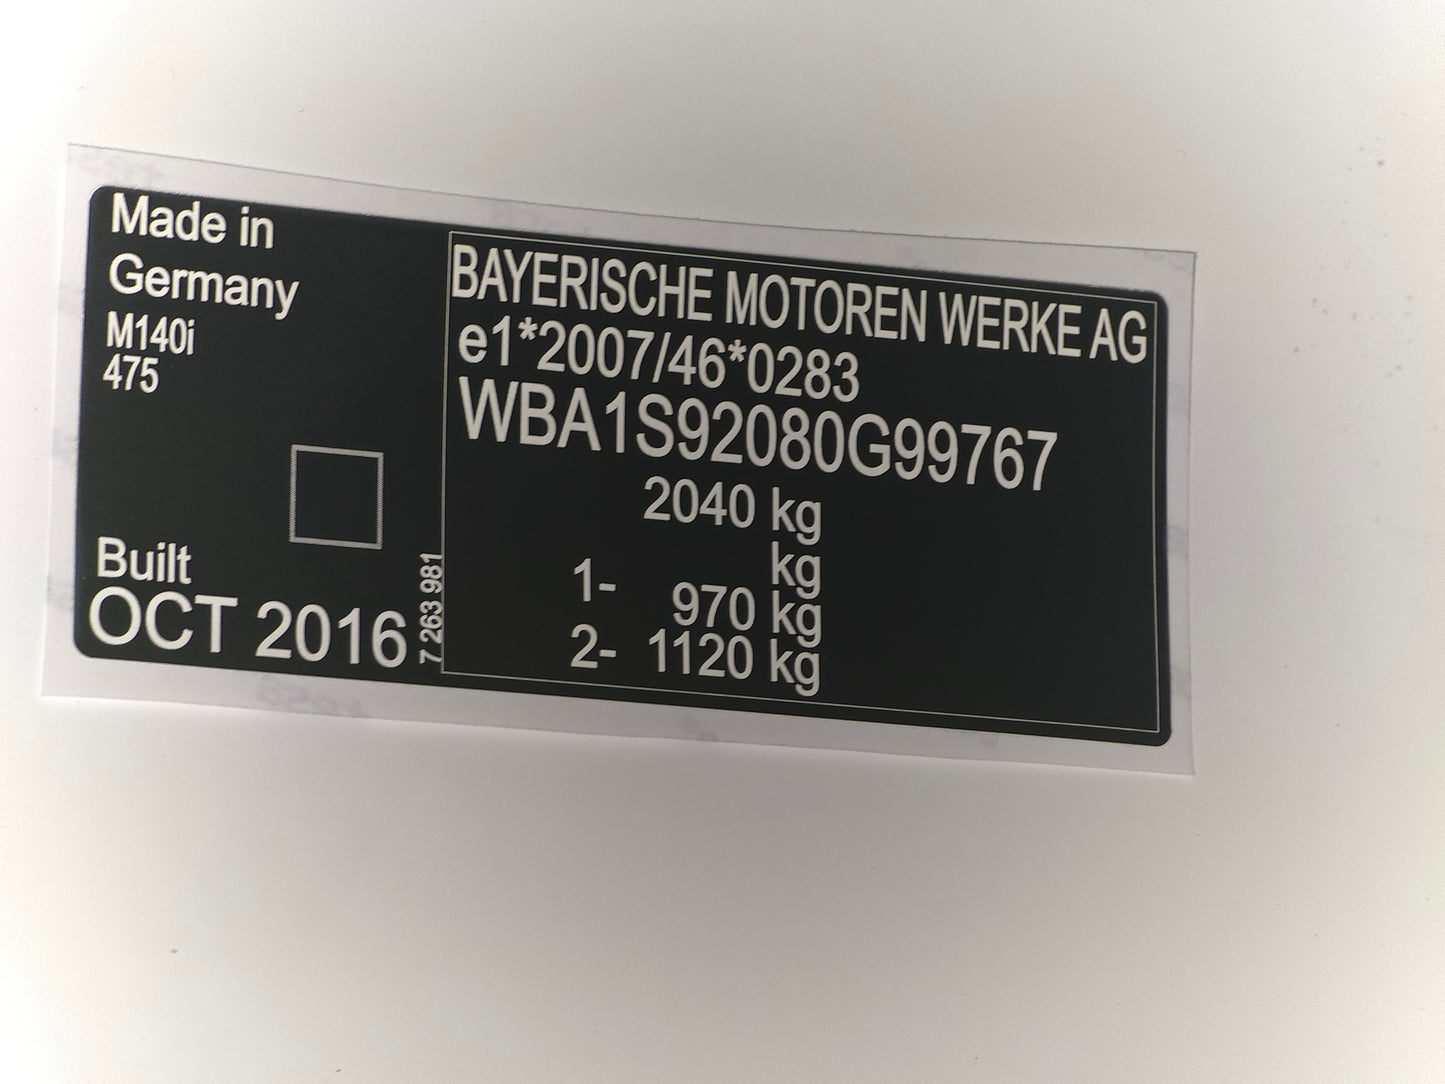 Made in
Germany
M140i
475
Built
OCT 2016
7 263 981
BAYERISCHE MOTOREN WERKE AG
e1*2007/46*0283
WBA1S92080G99767
2040 kg
kg
1- 970 kg
2- 1120 kg
tesa